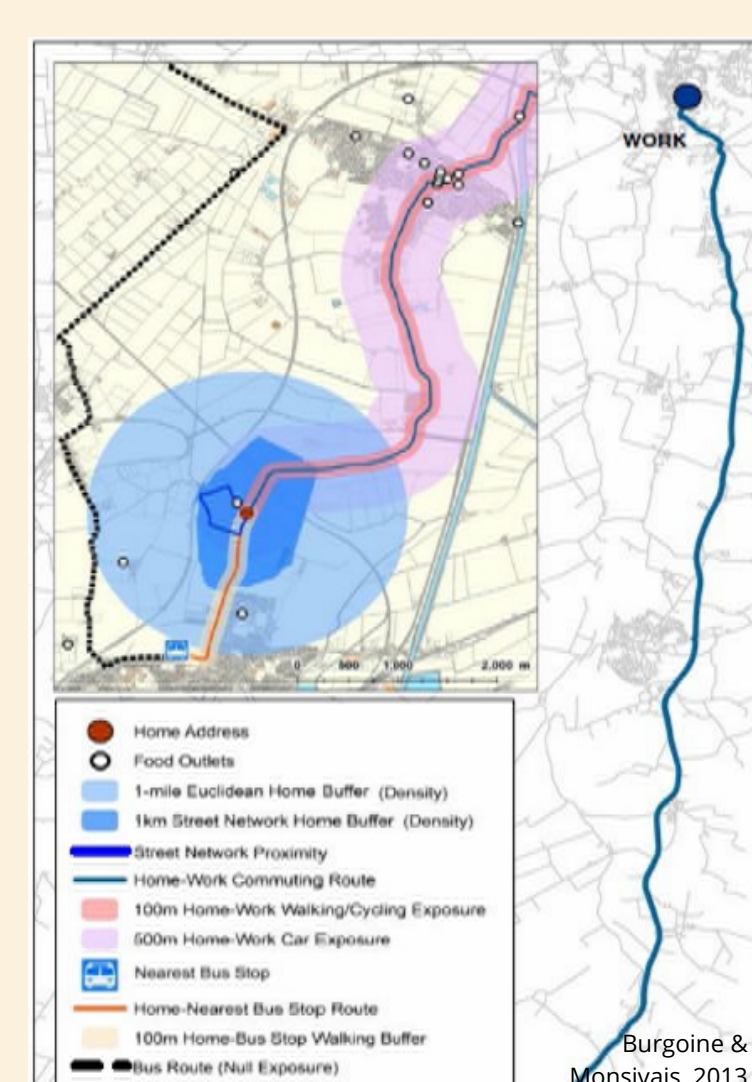 WORK
0 500 1,000 2,000 m
Home Address
Food Outlets
1-mile Euclidean Home Buffer (Density)
1km Street Network Home Buffer (Density)
Street Network Proximity
Home-Work Commuting Route
100m Home-Work Walking/Cycling Exposure
500m Home-Work Car Exposure
Nearest Bus Stop
Home-Nearest Bus Stop Route
100m Home-Bus Stop Walking Buffer
Bus Route (Null Exposure)
Burgoine &
Monsivais, 2013